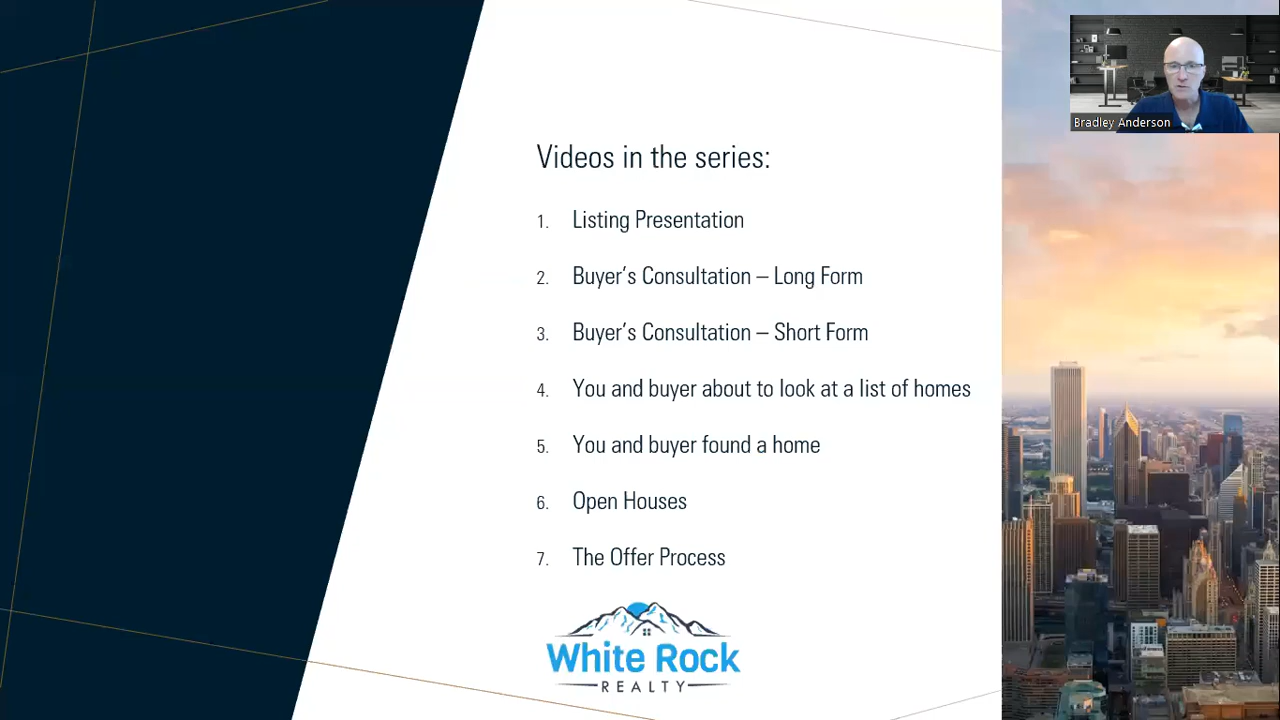 Videos in the series:
1. Listing Presentation
2. Buyer’s Consultation – Long Form
3. Buyer’s Consultation – Short Form
4. You and buyer about to look at a list of homes
5. You and buyer found a home
6. Open Houses
7. The Offer Process
White Rock
REALTY
Bradley Anderson